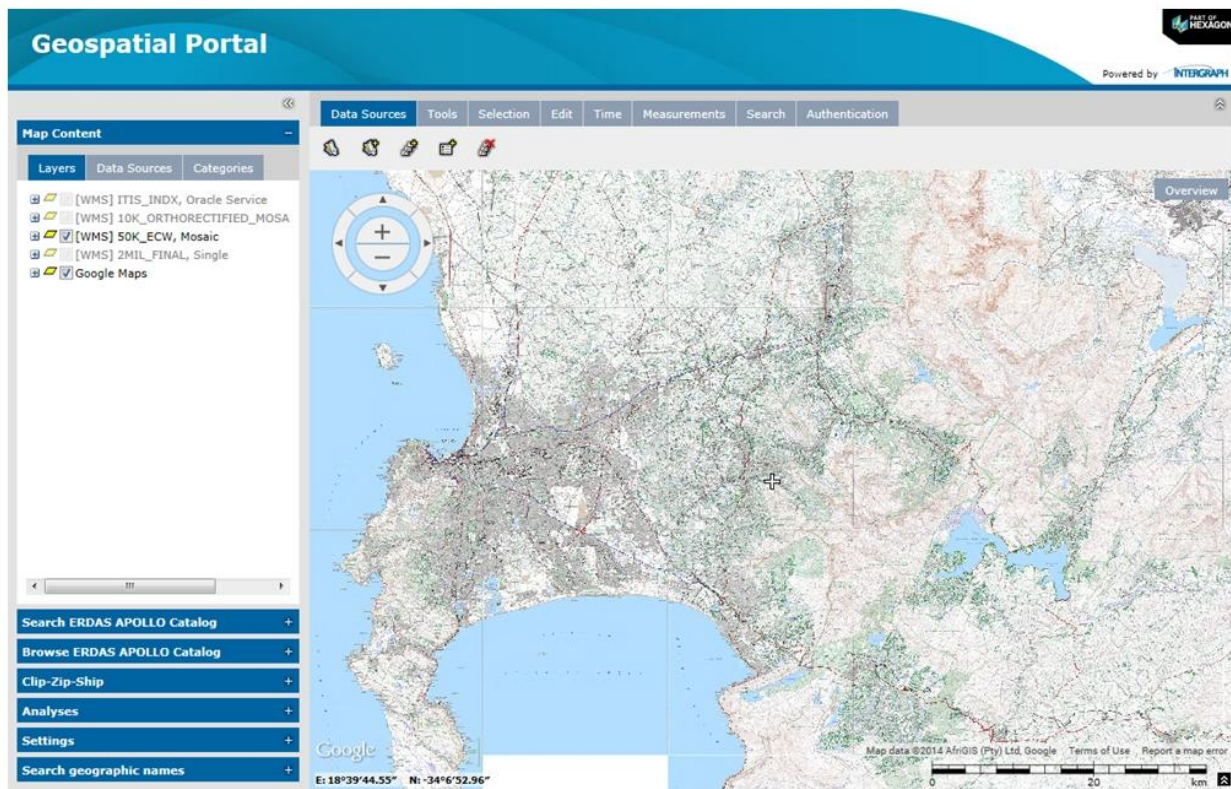 Geospatial Portal
PART OF
HEXAGON
Powered by INTERGRAPH
Map Content
Layers Data Sources Categories
[WMS] ITIS_INDX, Oracle Service
[WMS] 10K_ORTHORECTIFIED_MOSA
[WMS] 50K_ECW, Mosaic
[WMS] 2MIL_FINAL, Single
Google Maps
Search ERDAS APOLLO Catalog
Browse ERDAS APOLLO Catalog
Clip-Zip-Ship
Analyses
Settings
Search geographic names
Data Sources Tools Selection Edit Time Measurements Search Authentication
Overview
Google
Map data ©2014 AfriGIS (Pty) Ltd, Google Terms of Use Report a map error
E: 18°39'44.55" N: -34°6'52.96"
0 20 km